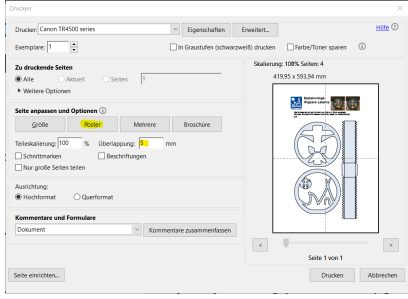 Drucken
Drucker: Canon TR4500 series Eigenschaften Erweitert... Hilfe
Exemplare: 1 In Graustufen (schwarzweiß) drucken Farbe/Toner sparen
Zu druckende Seiten
Alle Aktuell Seiten 1
Weitere Optionen
Seite anpassen und Optionen
Größe Poster Mehrere Broschüre
Teileskalierung: 100 % Überlappung: 5 mm
Schnittmarken Beschriftungen
Nur große Seiten teilen
Ausrichtung:
Hochformat Querformat
Kommentare und Formulare
Dokument Kommentare zusammenfassen
Skalierung: 100% Seiten: 4
419,95 x 593,94 mm
< >
Seite 1 von 1
Seite einrichten... Drucken Abbrechen